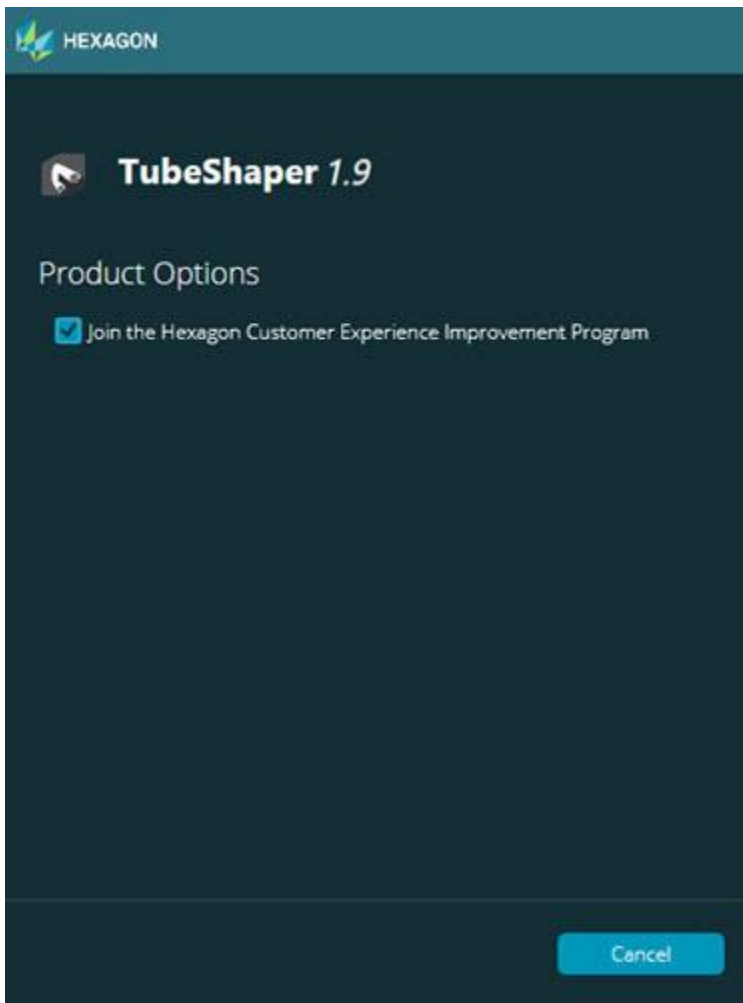 HEXAGON
TubeShaper 1.9
Product Options
Join the Hexagon Customer Experience Improvement Program
Cancel